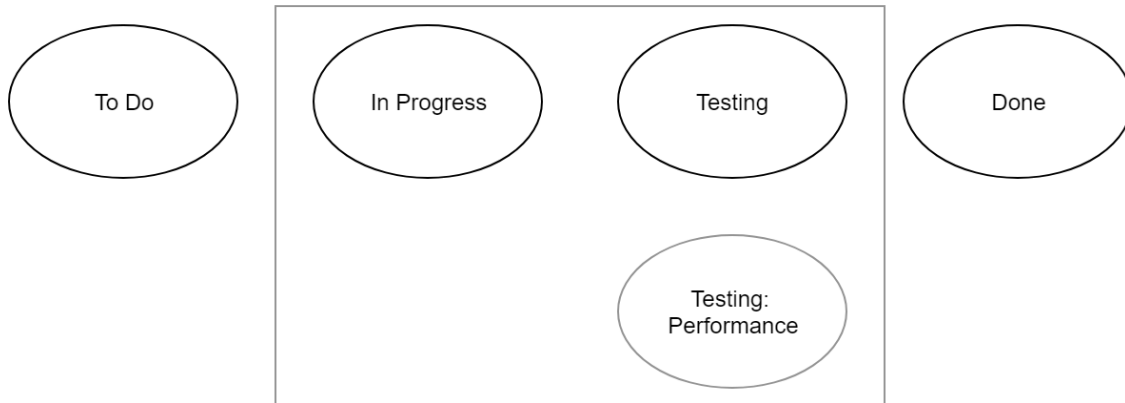 To Do
In Progress
Testing
Done
Testing:
Performance